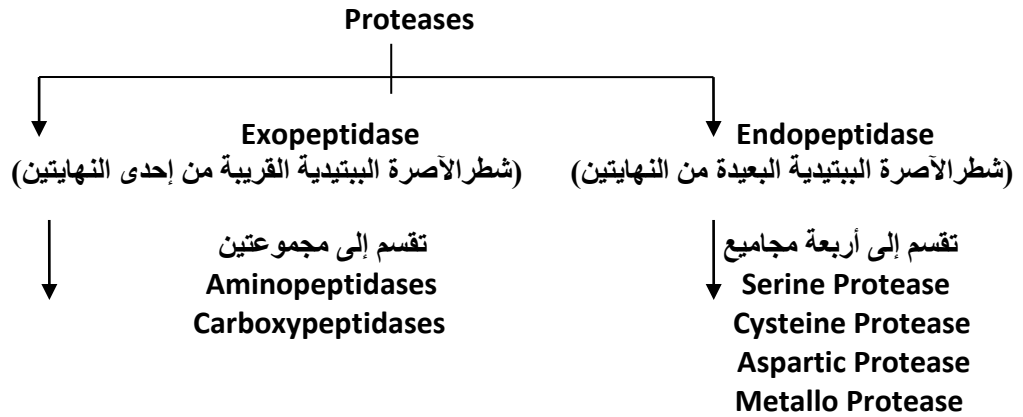 Proteases
Exopeptidase
(شطرالآصرة الببتيدية القريبة من إحدى النهايتين)
تقسم إلى مجموعتين
Aminopeptidases
Carboxypeptidases
Endopeptidase
(شطرالآصرة الببتيدية البعيدة من النهايتين)
تقسم إلى أربعة مجاميع
Serine Protease
Cysteine Protease
Aspartic Protease
Metallo Protease